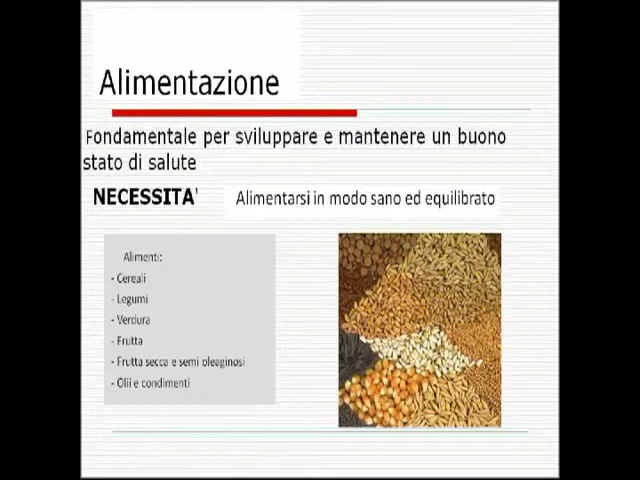 Alimentazione
Fondamentale per sviluppare e mantenere un buono
stato di salute
NECESSITA' Alimentarsi in modo sano ed equilibrato
Alimenti:
- Cereali
- Legumi
- Verdura
- Frutta
- Frutta secca e semi oleaginosi
- Olii e condimenti